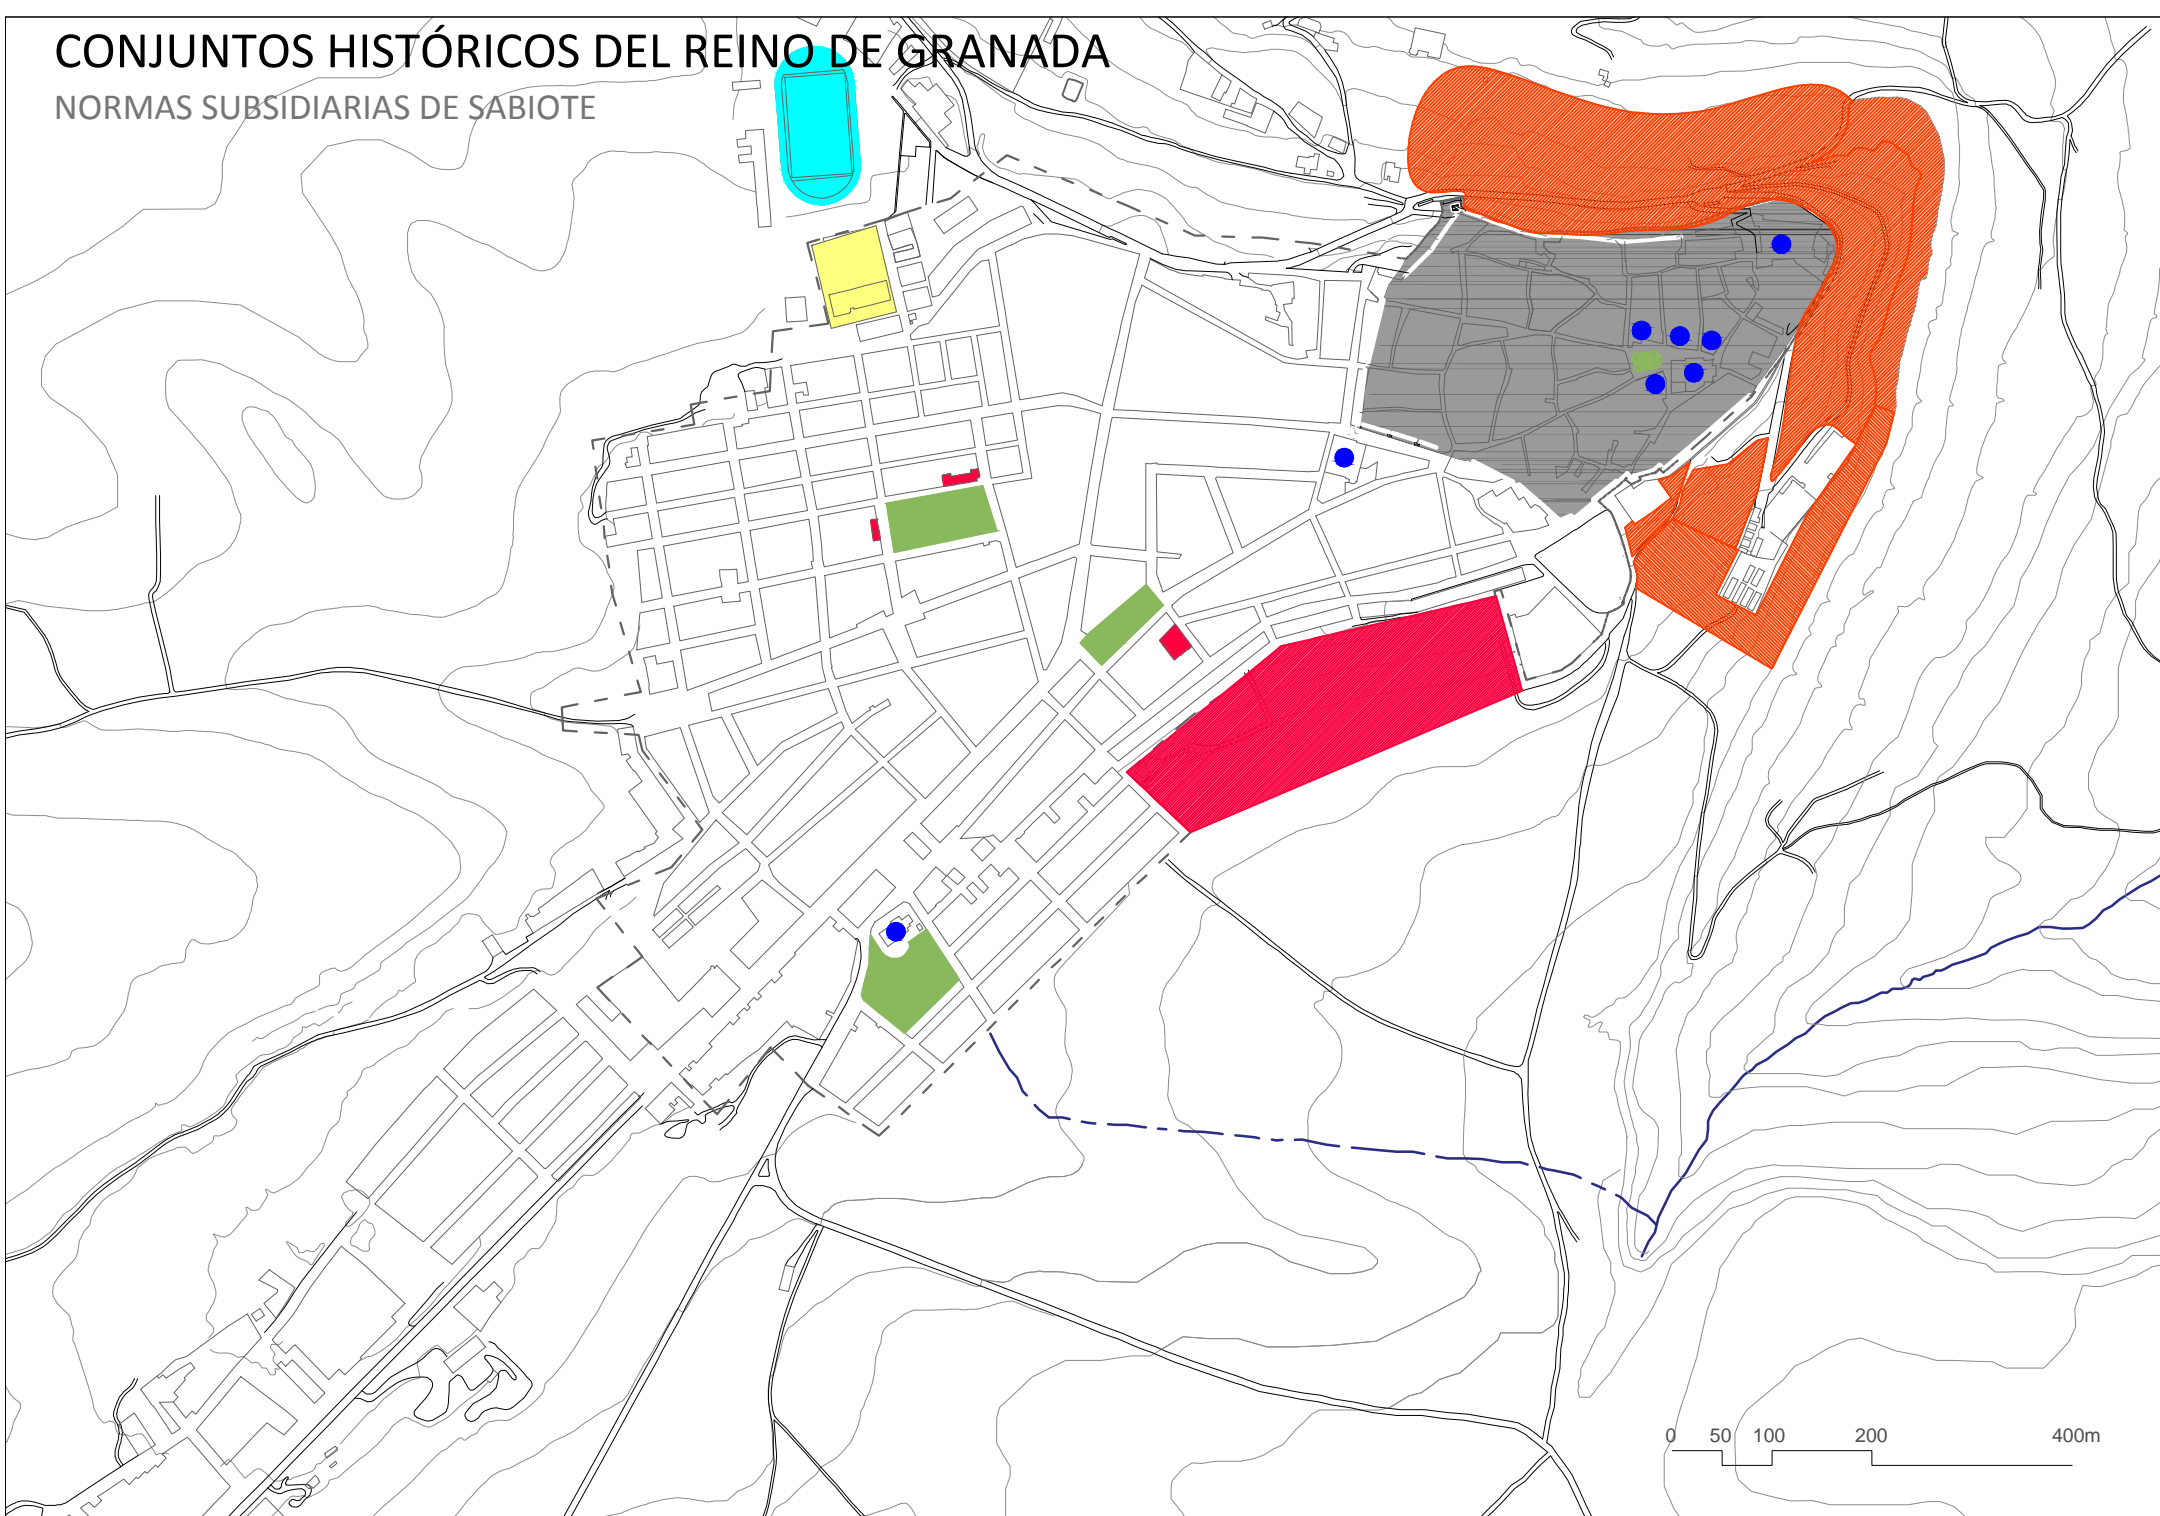 CONJUNTOS HISTÓRICOS DEL REINO DE GRANADA
NORMAS SUBSIDIARIAS DE SABIOTE
0 50 100 200 400m